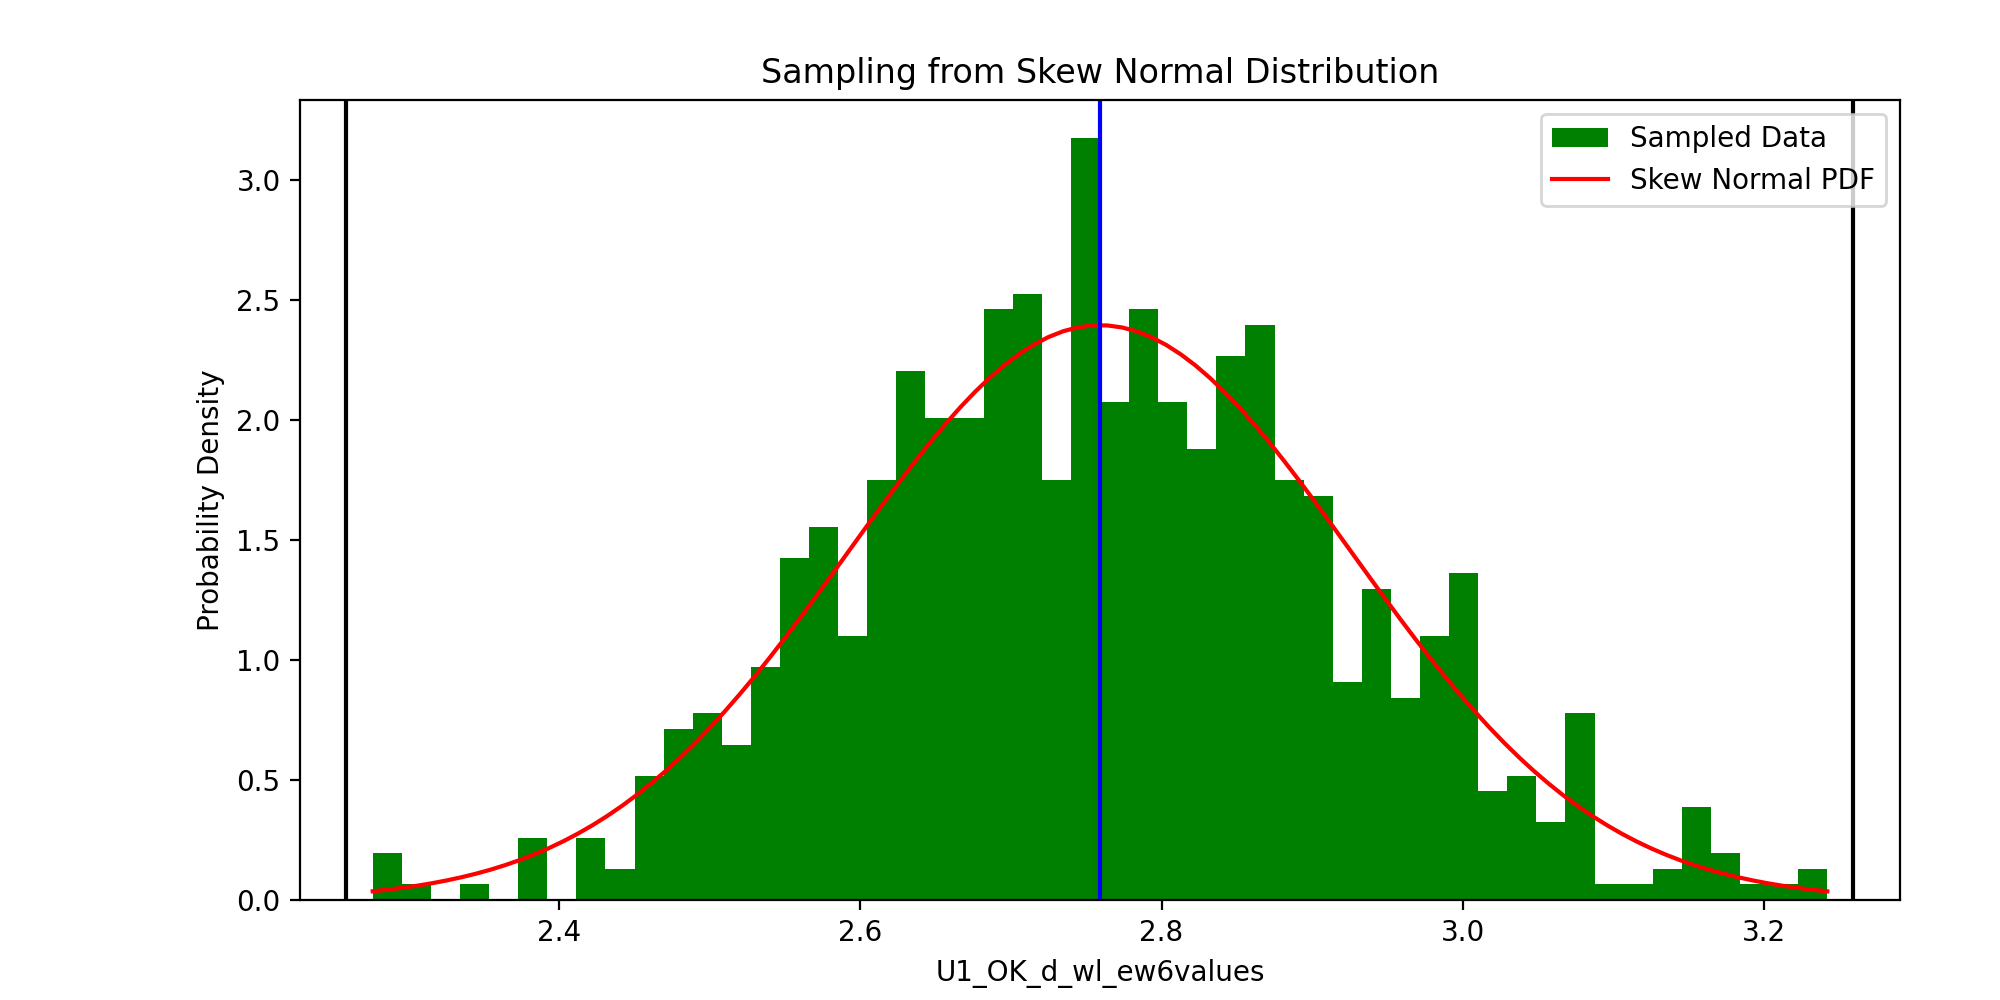 Sampling from Skew Normal Distribution
Sampled Data
Skew Normal PDF
Probability Density
3.0
2.5
2.0
1.5
1.0
0.5
0.0
2.4 2.6 2.8 3.0 3.2
U1_OK_d_wl_ew6values